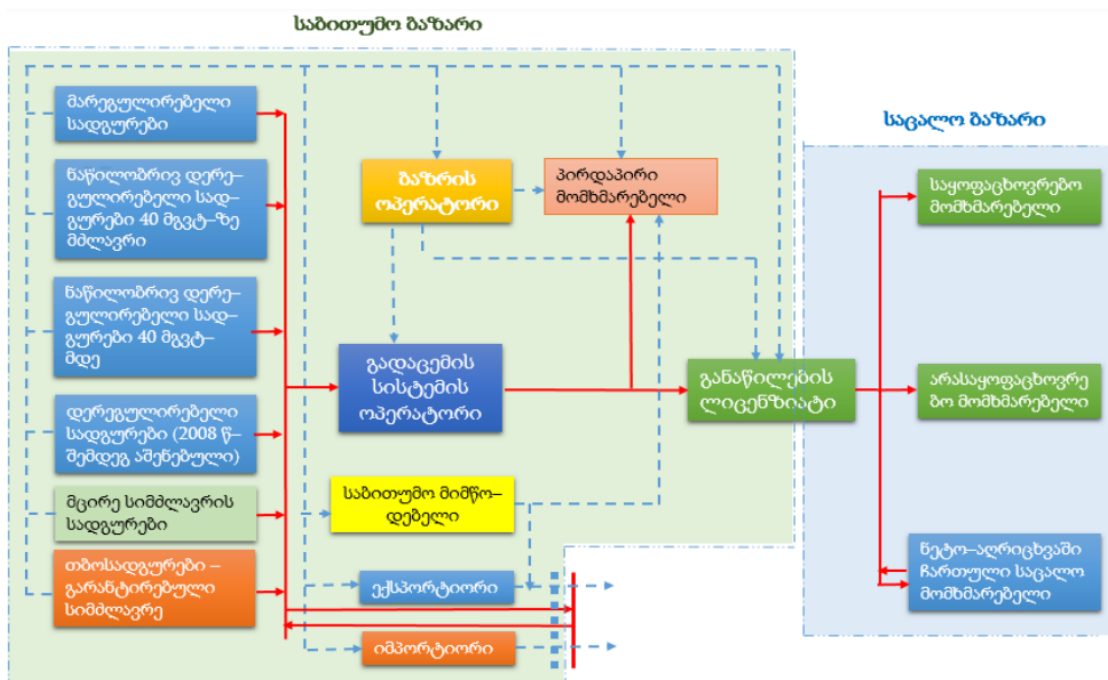 საბითუმო ბაზარი
მარეგულირებელი
სადგურები
ნაწილობრივ დერე–
გულირებელი სად–
გურები 40 მგვტ–ზე
მძლავრი
ნაწილობრივ დერე–
გულირებელი სად–
გურები 40 მგვტ–
მდე
დერეგულირებელი
სადგურები (2008 წ–
შემდეგ აშენებული)
მცირე სიმძლავრის
სადგურები
თბოსადგურები –
გარანტირებული
სიმძლავრე
ბაზრის
ოპერატორი
პირდაპირი
მომხმარებელი
გადაცემის
სისტემის
ოპერატორი
განაწილების
ლიცენზიატი
საბითუმო მიმწო–
დებელი
ექსპორტიორი
იმპორტიორი
საცალო ბაზარი
საყოფაცხოვრებო
მომხმარებელი
არასაყოფაცხოვრე
ბო მომხმარებელი
ნეტო–აღრიცხვაში
ჩართული საცალო
მომხმარებელი